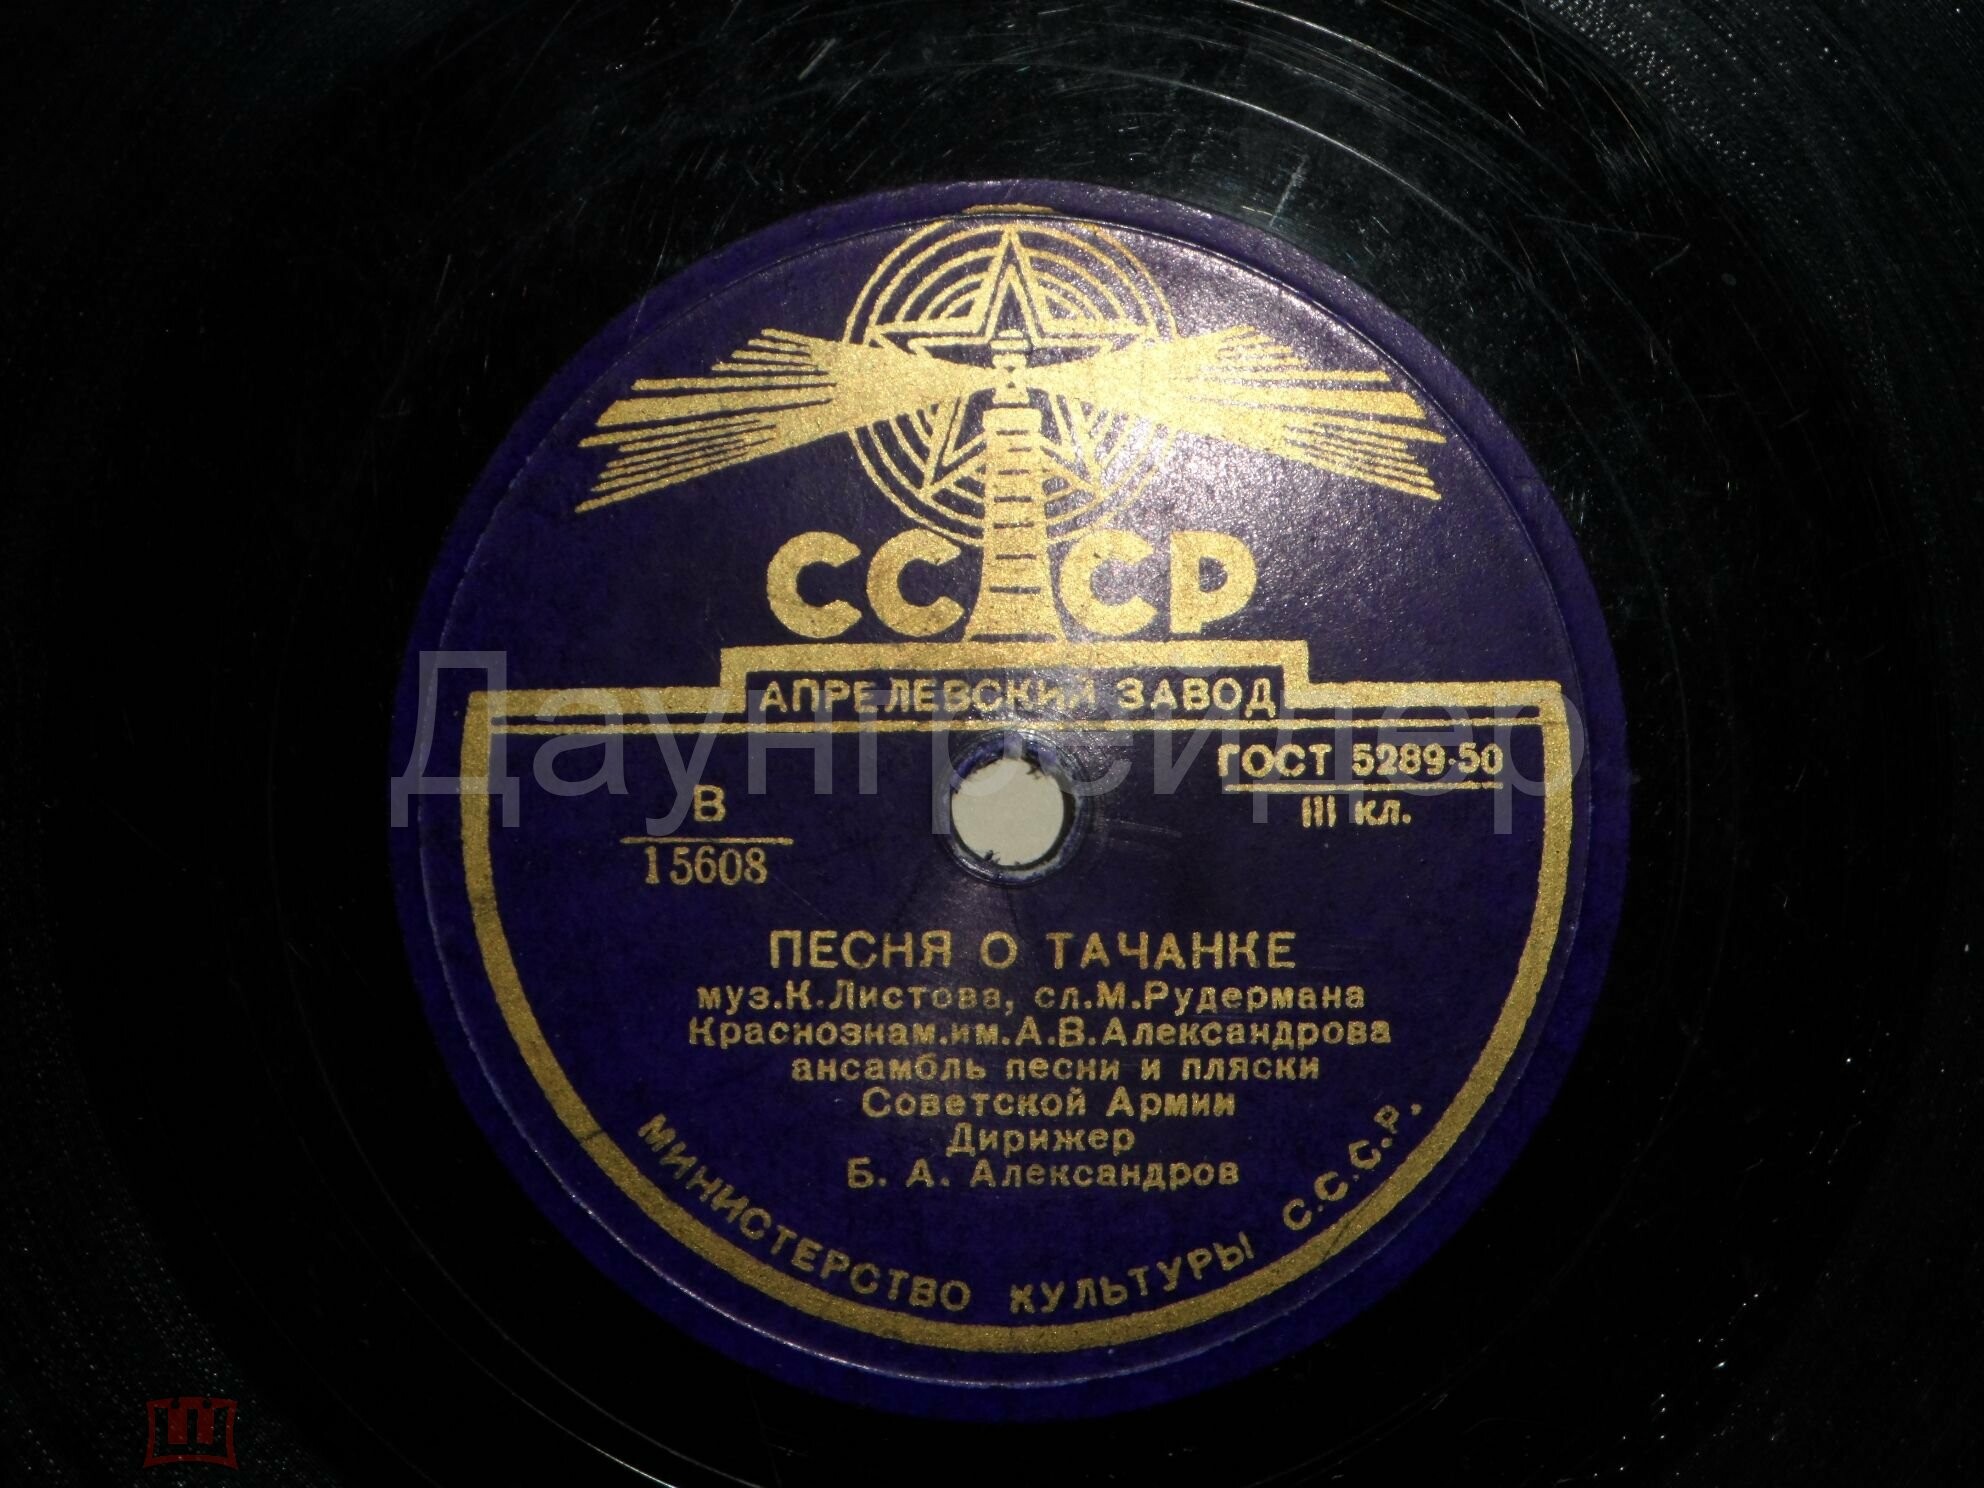 СССР
АПРЕЛЕВСКИЙ ЗАВОД
Даунгрейдер
ГОСТ 5289-50
III кл.
В
15608
ПЕСНЯ О ТАЧАНКЕ
муз.К.Листова, сл.М.Рудермана
Краснознам.им.А.В.Александрова
ансамбль песни и пляски
Советской Армии
Дирижер
Б. А. Александров
МИНИСТЕРСТВО КУЛЬТУРЫ С.С.С.Р.